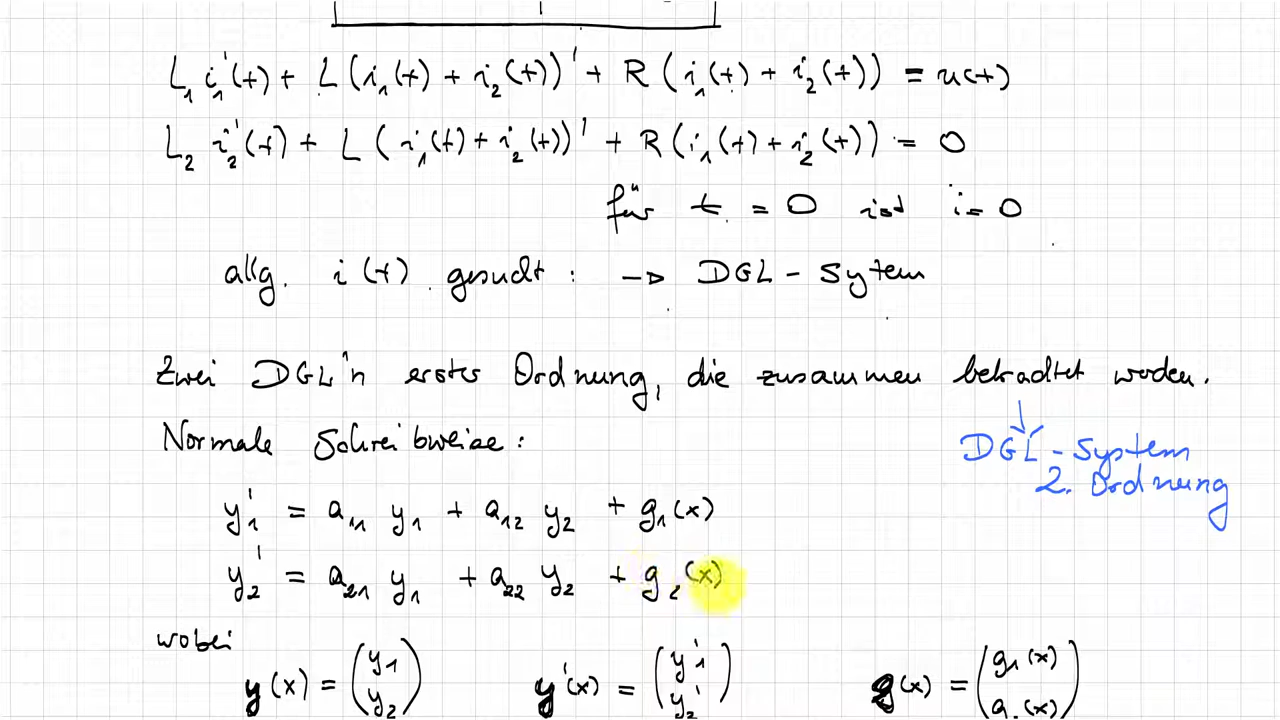 L₁ i₁'(t) + L (i₁(t) + i₂(t))' + R (i₁(t) + i₂(t)) = u(t)
L₂ i₂'(t) + L (i₁(t) + i₂(t))' + R (i₁(t) + i₂(t)) = 0
für t = 0 ist i = 0
allg. i(t) gesucht: → DGL - System
Zwei DGL'n erster Ordnung, die zusammen betrachtet werden.
Normale Schreibweise:
DGL - System
2. Ordnung
y₁' = a₁₁ y₁ + a₁₂ y₂ + g₁(x)
y₂' = a₂₁ y₁ + a₂₂ y₂ + g₂(x)
wobei
y(x) = (y₁ y₂) y'(x) = (y₁' y₂') g(x) = (g₁(x) g₂(x))